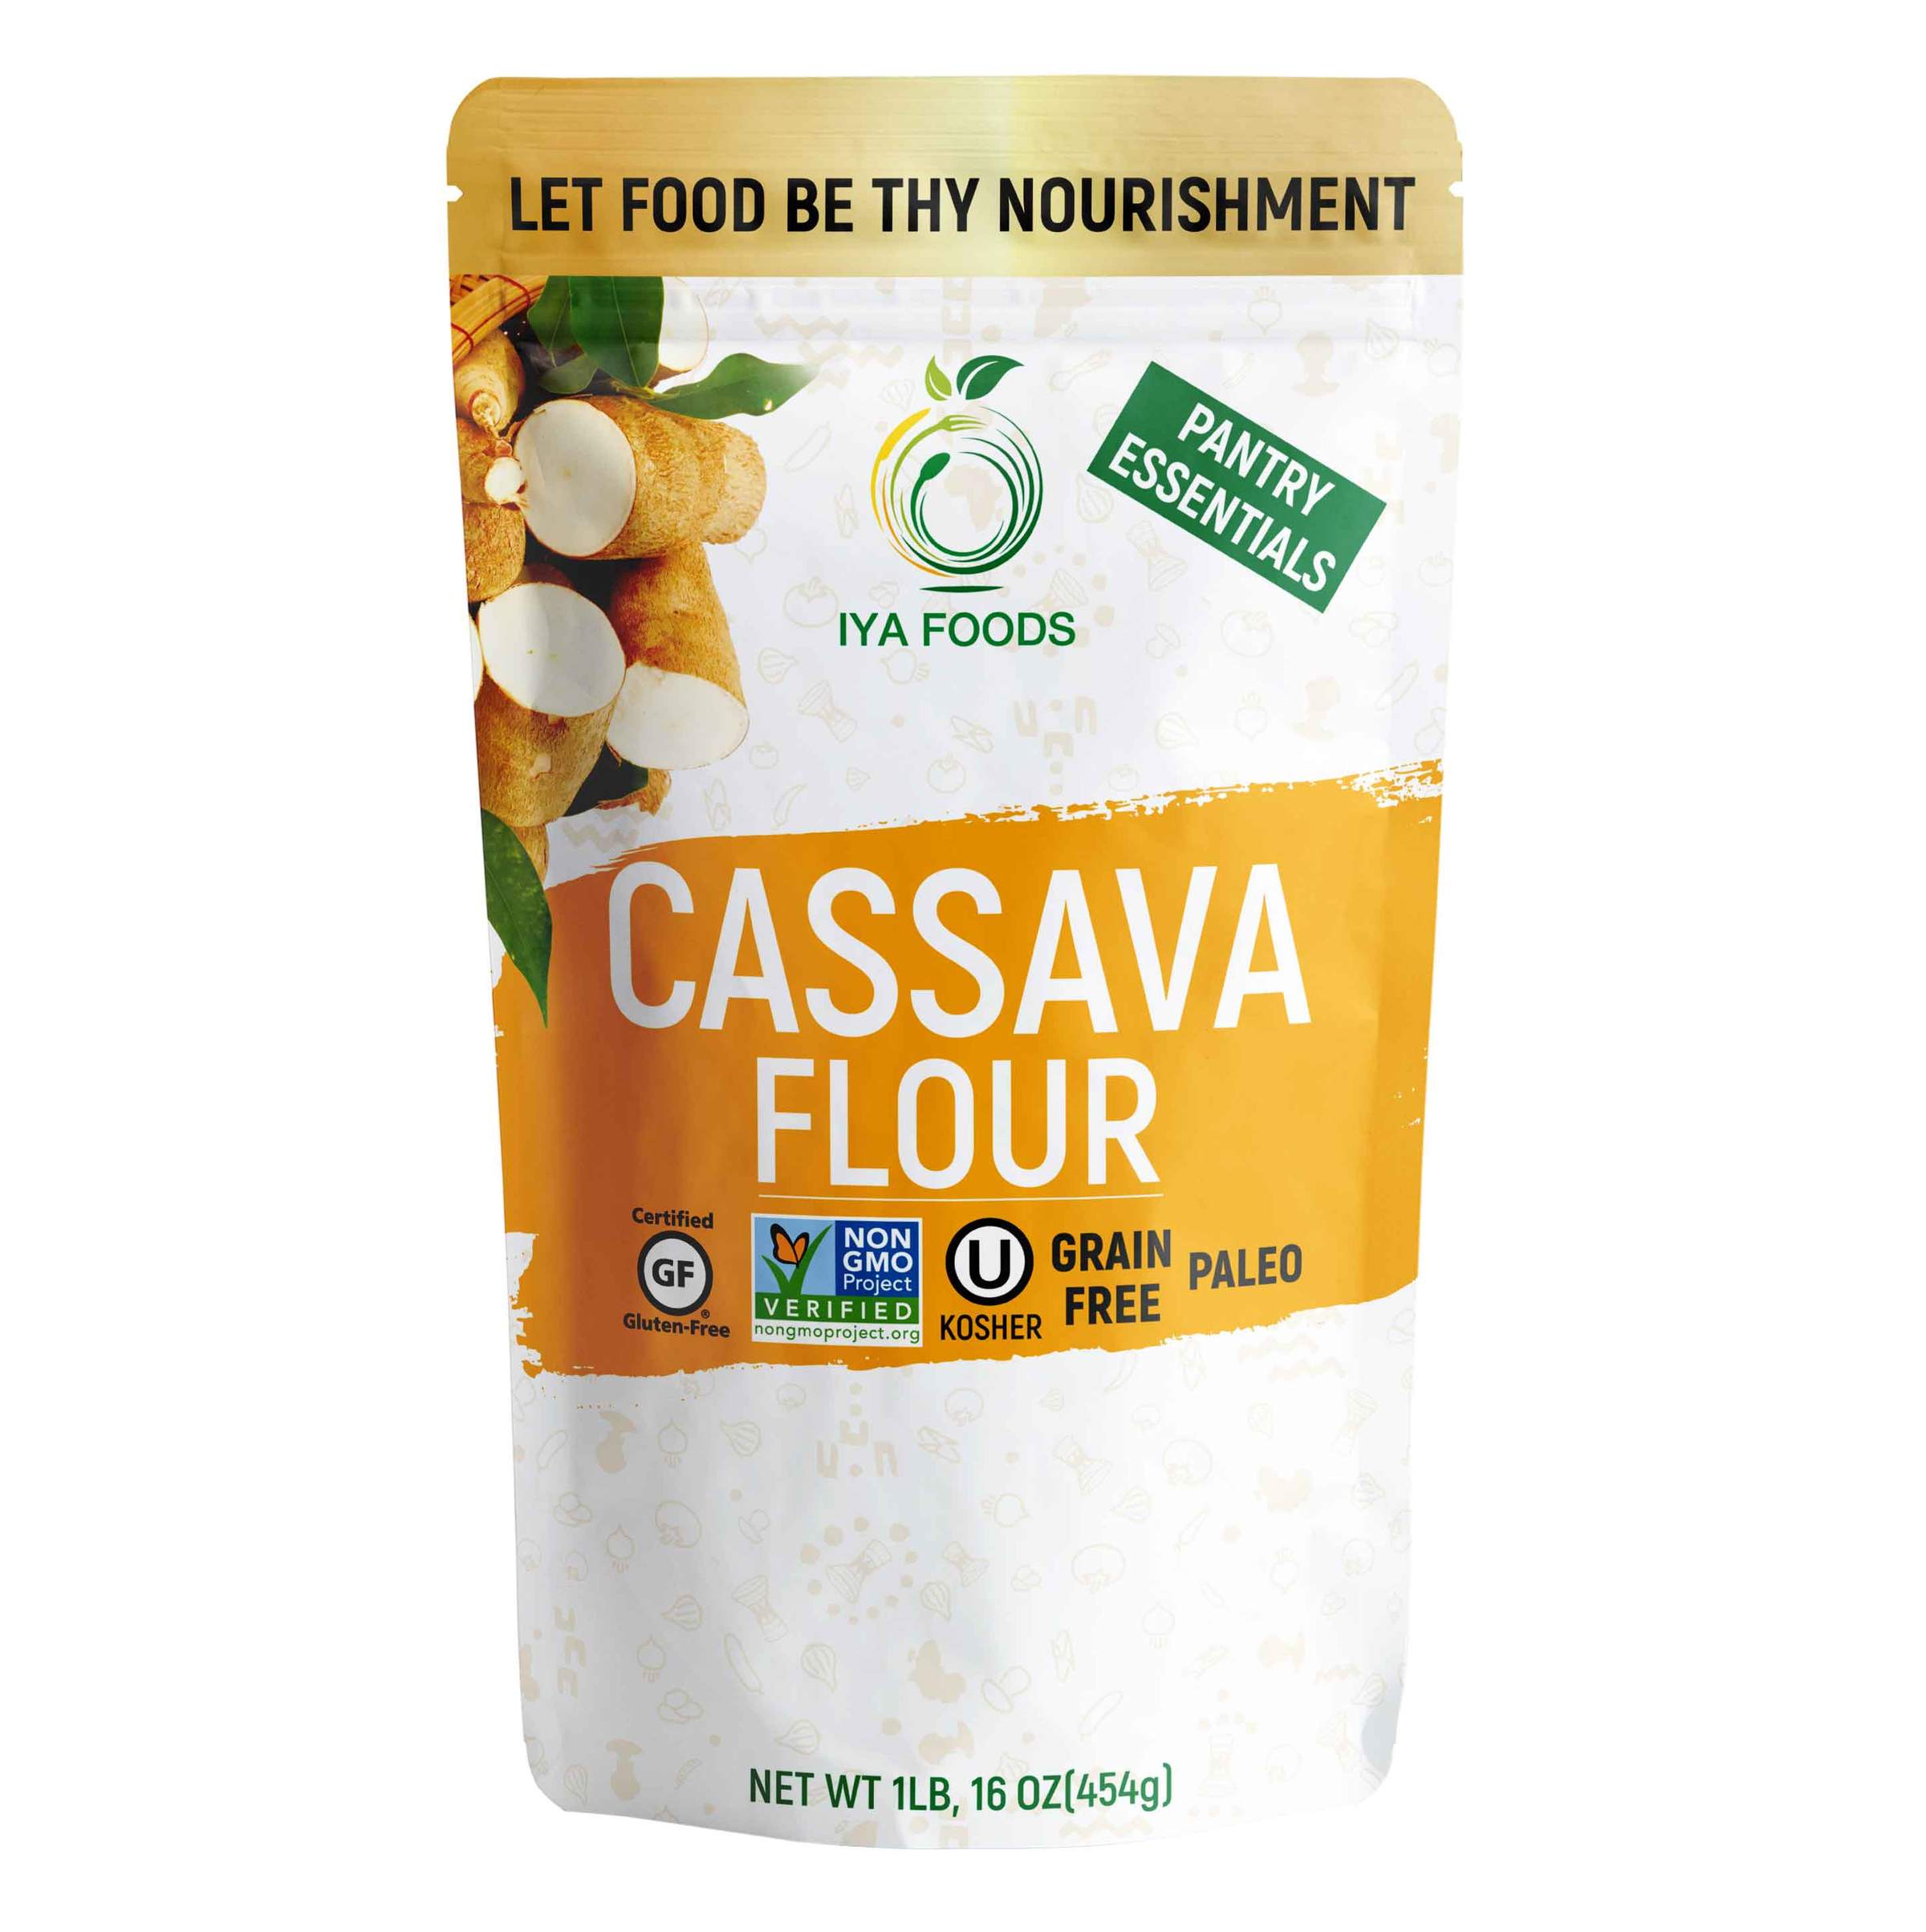 LET FOOD BE THY NOURISHMENT
PANTRY
ESSENTIALS
IYA FOODS
CASSAVA
FLOUR
Certified
GF
®
Gluten-Free
NON
GMO
Project
VERIFIED
nongmoproject.org
U
KOSHER
GRAIN
FREE
PALEO
NET WT 1LB, 16 OZ(454g)